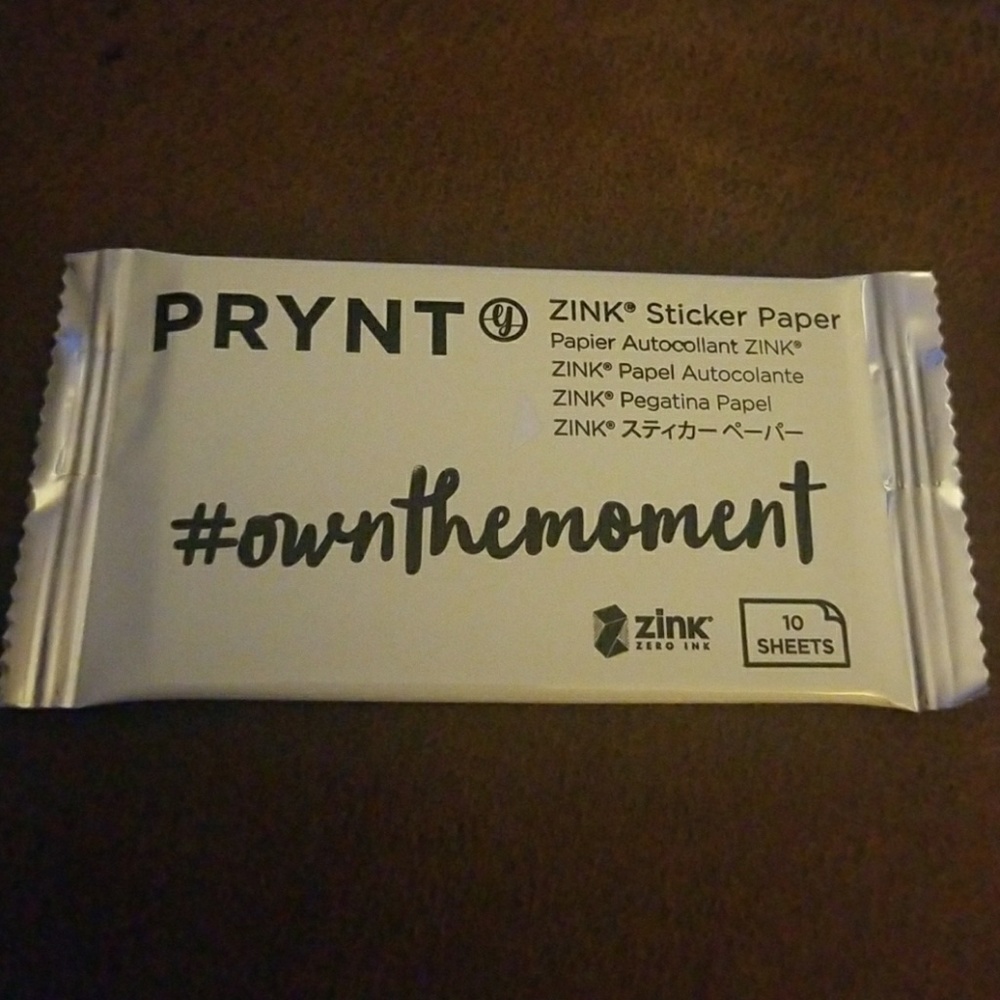 PRYNT
ZINK® Sticker Paper
Papier Autocollant ZINK®
ZINK® Papel Autocolante
ZINK® Pegatina Papel
ZINK® スティカー ペーパー
#ownthemoment
zink®
ZERO INK
10
SHEETS